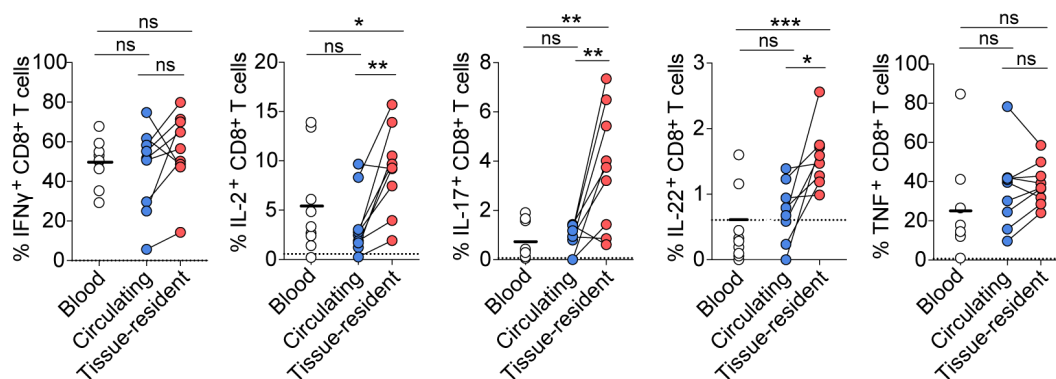 % IFNγ⁺ CD8⁺ T cells
100
80
60
40
20
0
ns
ns
ns
Blood
Circulating
Tissue-resident
% IL-2⁺ CD8⁺ T cells
20
15
10
5
0
*
ns
**
Blood
Circulating
Tissue-resident
% IL-17⁺ CD8⁺ T cells
8
6
4
2
0
**
ns
**
Blood
Circulating
Tissue-resident
% IL-22⁺ CD8⁺ T cells
3
2
1
0
***
ns
*
Blood
Circulating
Tissue-resident
% TNF⁺ CD8⁺ T cells
100
80
60
40
20
0
ns
ns
ns
Blood
Circulating
Tissue-resident